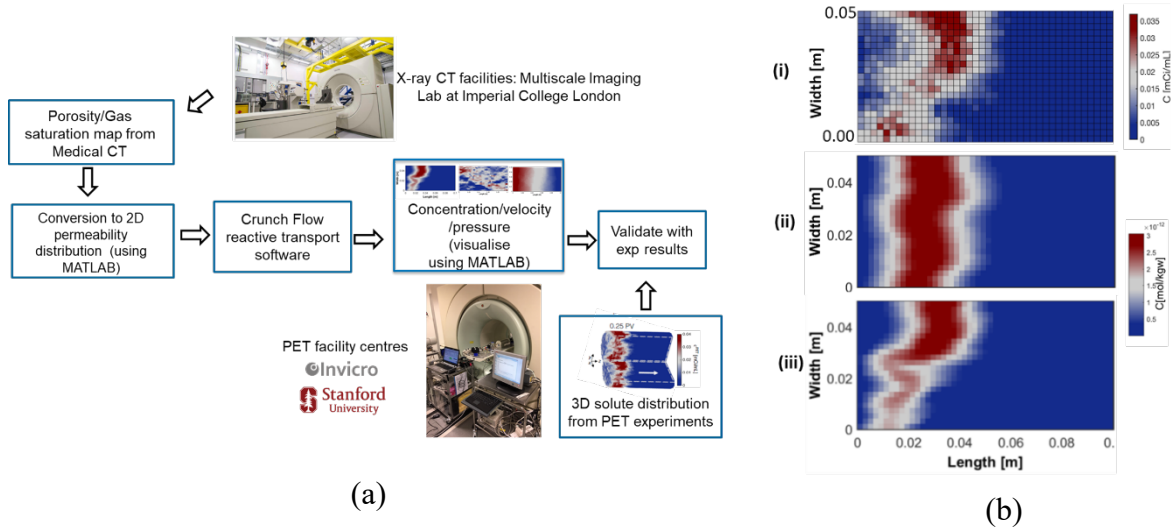 X-ray CT facilities: Multiscale Imaging
Lab at Imperial College London
Porosity/Gas
saturation map from
Medical CT
Conversion to 2D
permeability
distribution (using
MATLAB)
Crunch Flow
reactive transport
software
Length [m]
Concentration/velocity
/pressure
(visualise
using MATLAB)
Validate with
exp results
PET facility centres
Invicro
Stanford
University
0.25 PV
3D solute distribution
from PET experiments
(a)
(i)
Width [m]
0.05
0.00
0.035
0.03
0.025
0.02
0.015
0.01
0.005
0
C [mCi/mL]
(ii)
Width [m]
0.04
0.02
0
×10⁻¹²
3
2.5
2
1.5
1
0.5
C[mol/kgw]
(iii)
Width [m]
0.04
0.02
0
0
0.02
0.04
0.06
0.08
0.
Length [m]
(b)